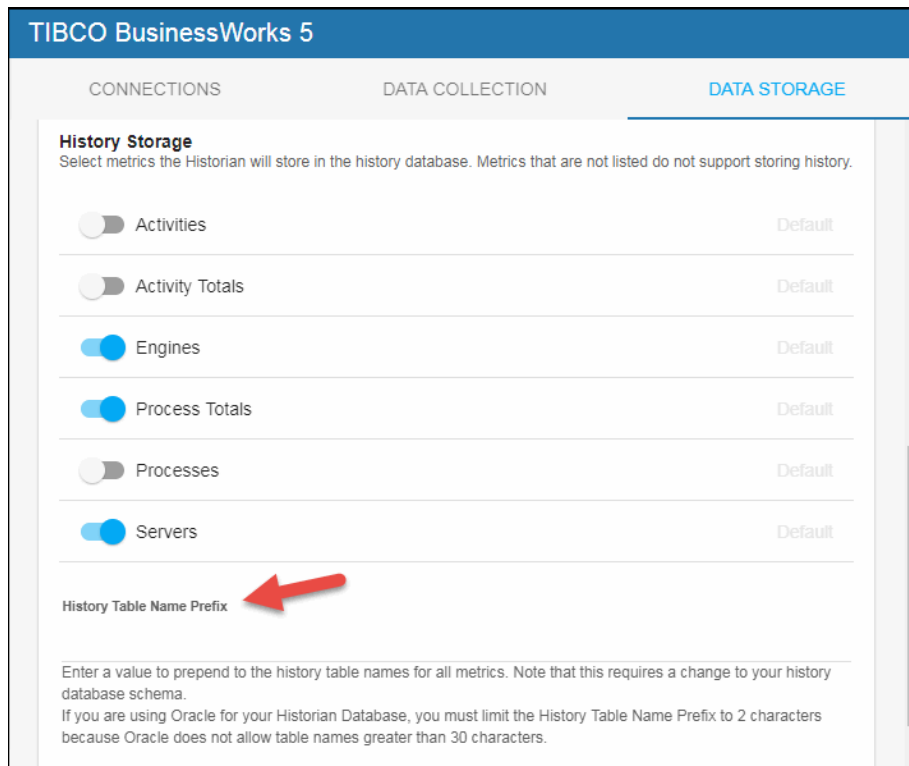 TIBCO BusinessWorks 5
CONNECTIONS DATA COLLECTION DATA STORAGE
History Storage
Select metrics the Historian will store in the history database. Metrics that are not listed do not support storing history.
Activities Default
Activity Totals Default
Engines Default
Process Totals Default
Processes Default
Servers Default
History Table Name Prefix
Enter a value to prepend to the history table names for all metrics. Note that this requires a change to your history
database schema.
If you are using Oracle for your Historian Database, you must limit the History Table Name Prefix to 2 characters
because Oracle does not allow table names greater than 30 characters.